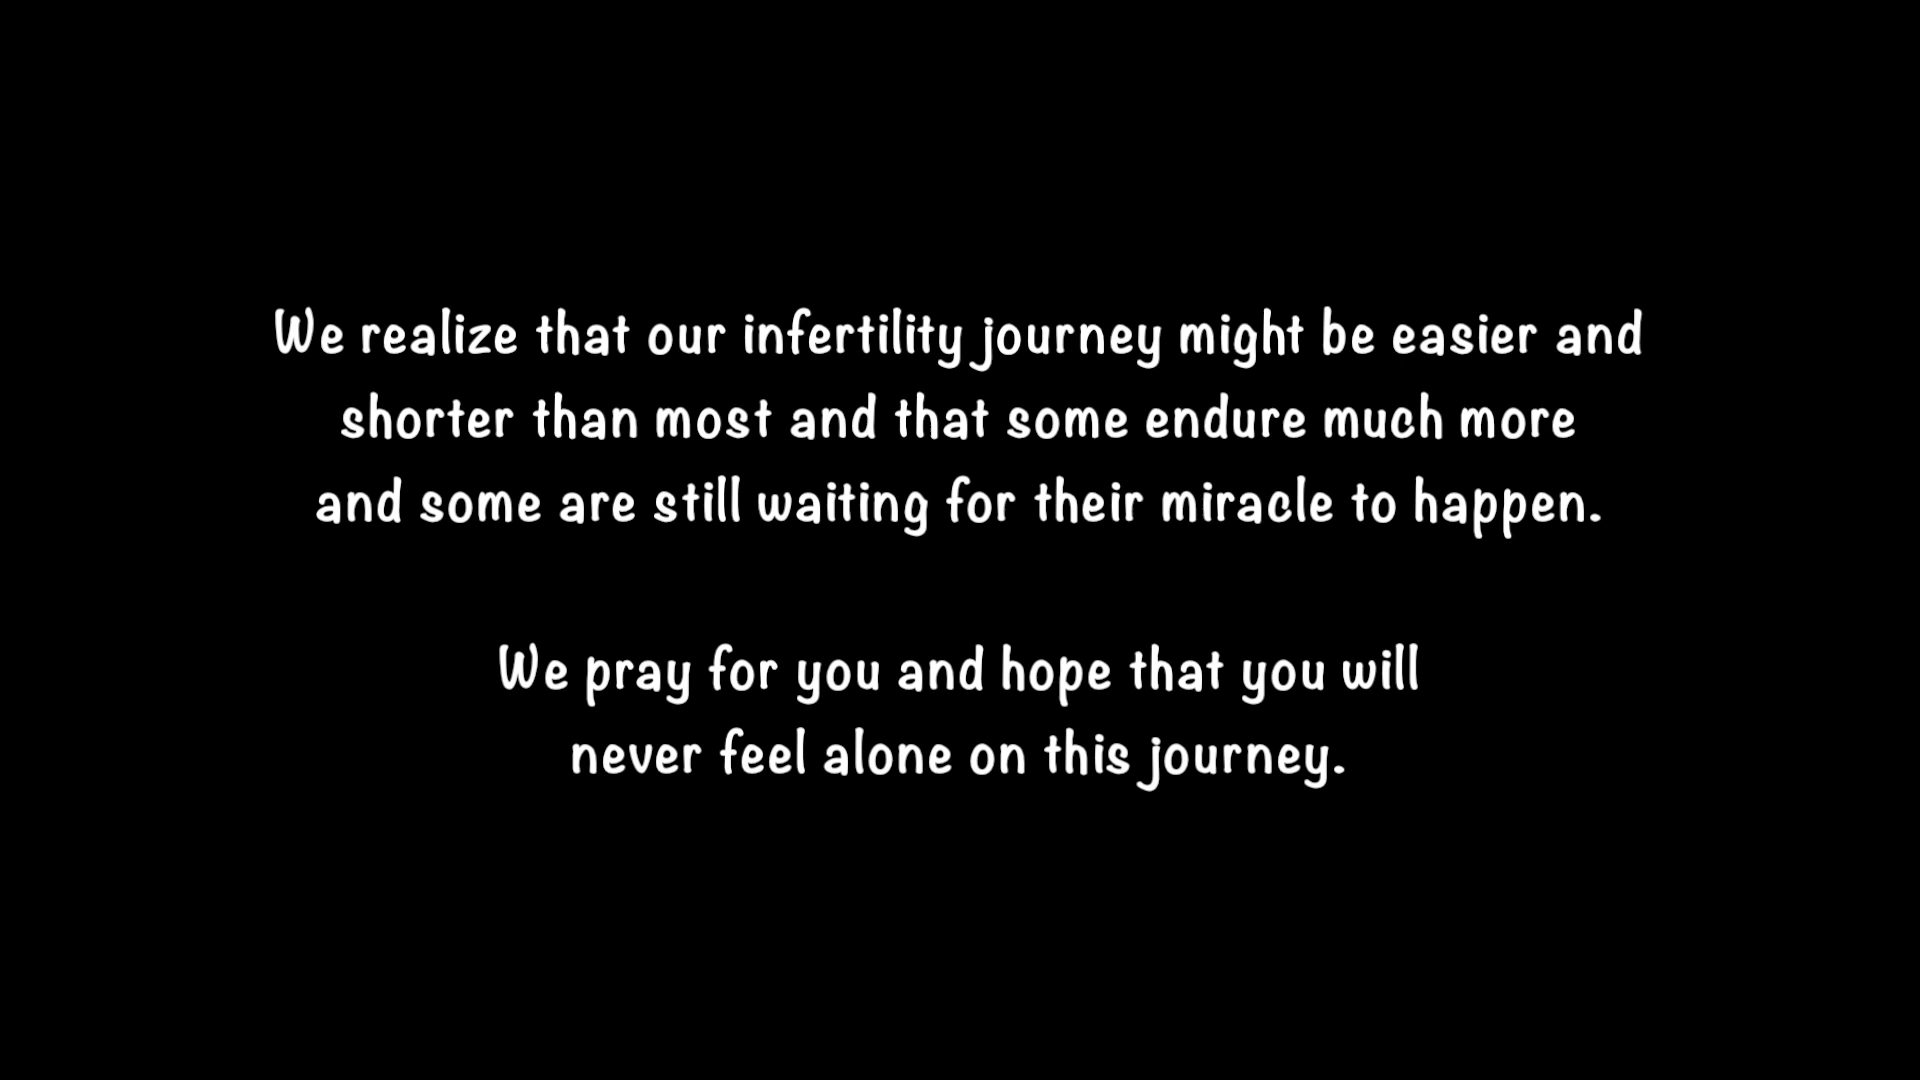 We realize that our infertility journey might be easier and
shorter than most and that some endure much more
and some are still waiting for their miracle to happen.
We pray for you and hope that you will
never feel alone on this journey.